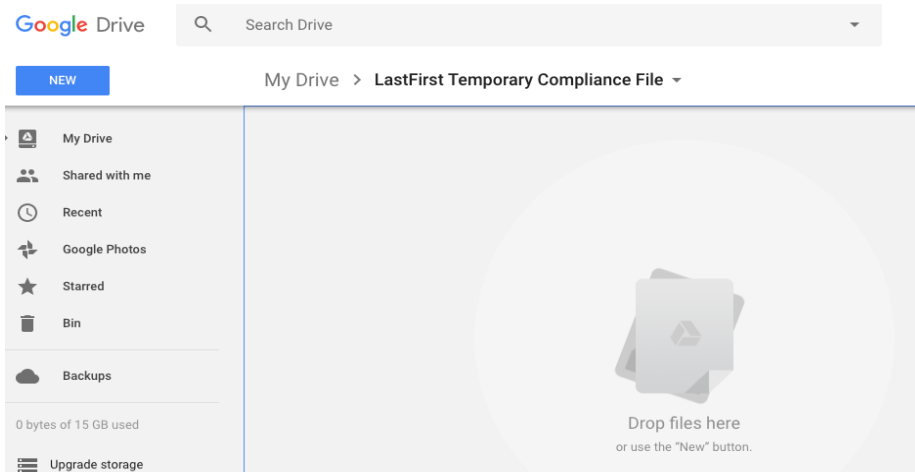 Google Drive
Search Drive
NEW
My Drive > LastFirst Temporary Compliance File
My Drive
Shared with me
Recent
Google Photos
Starred
Bin
Backups
0 bytes of 15 GB used
Upgrade storage
Drop files here
or use the “New” button.